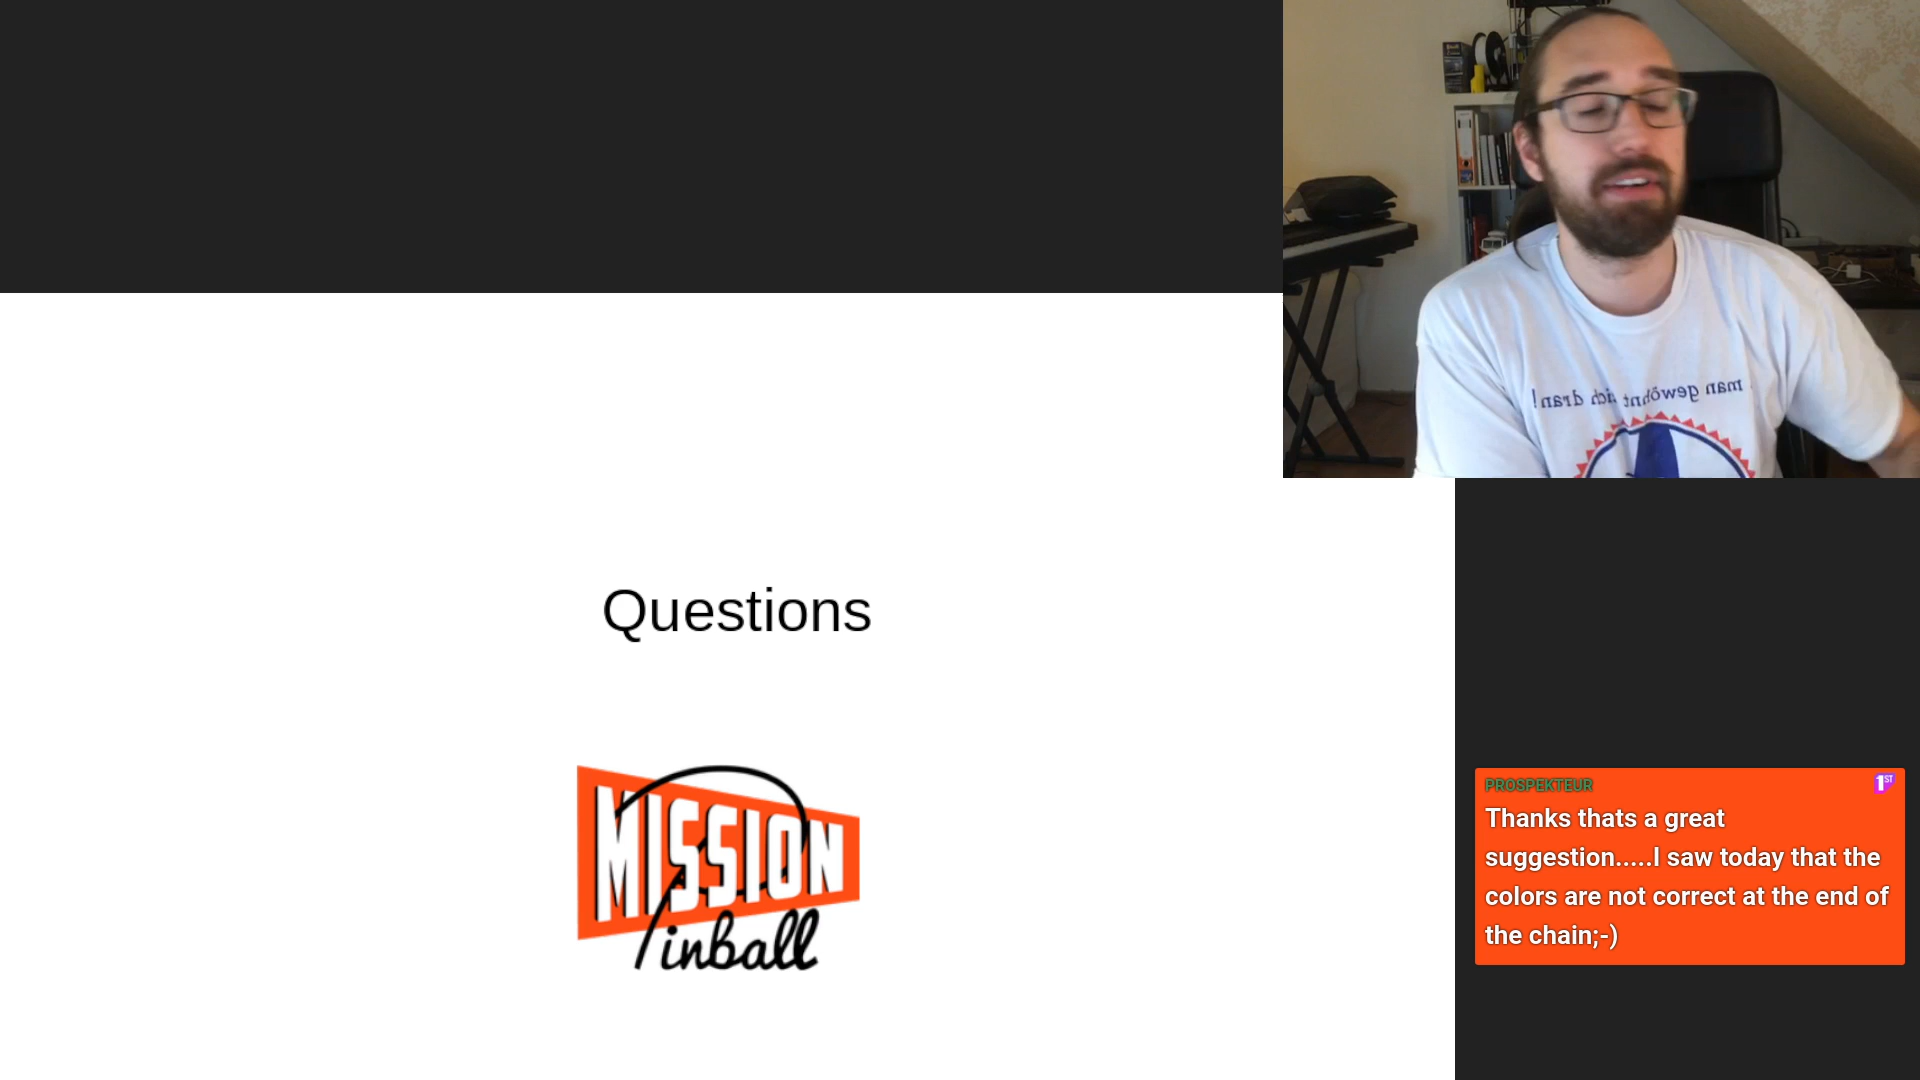 man gewöhnt sich dran!
Questions
MISSION
Pinball
PROSPEKTEUR
1ST
Thanks thats a great
suggestion.....I saw today that the
colors are not correct at the end of
the chain;-)